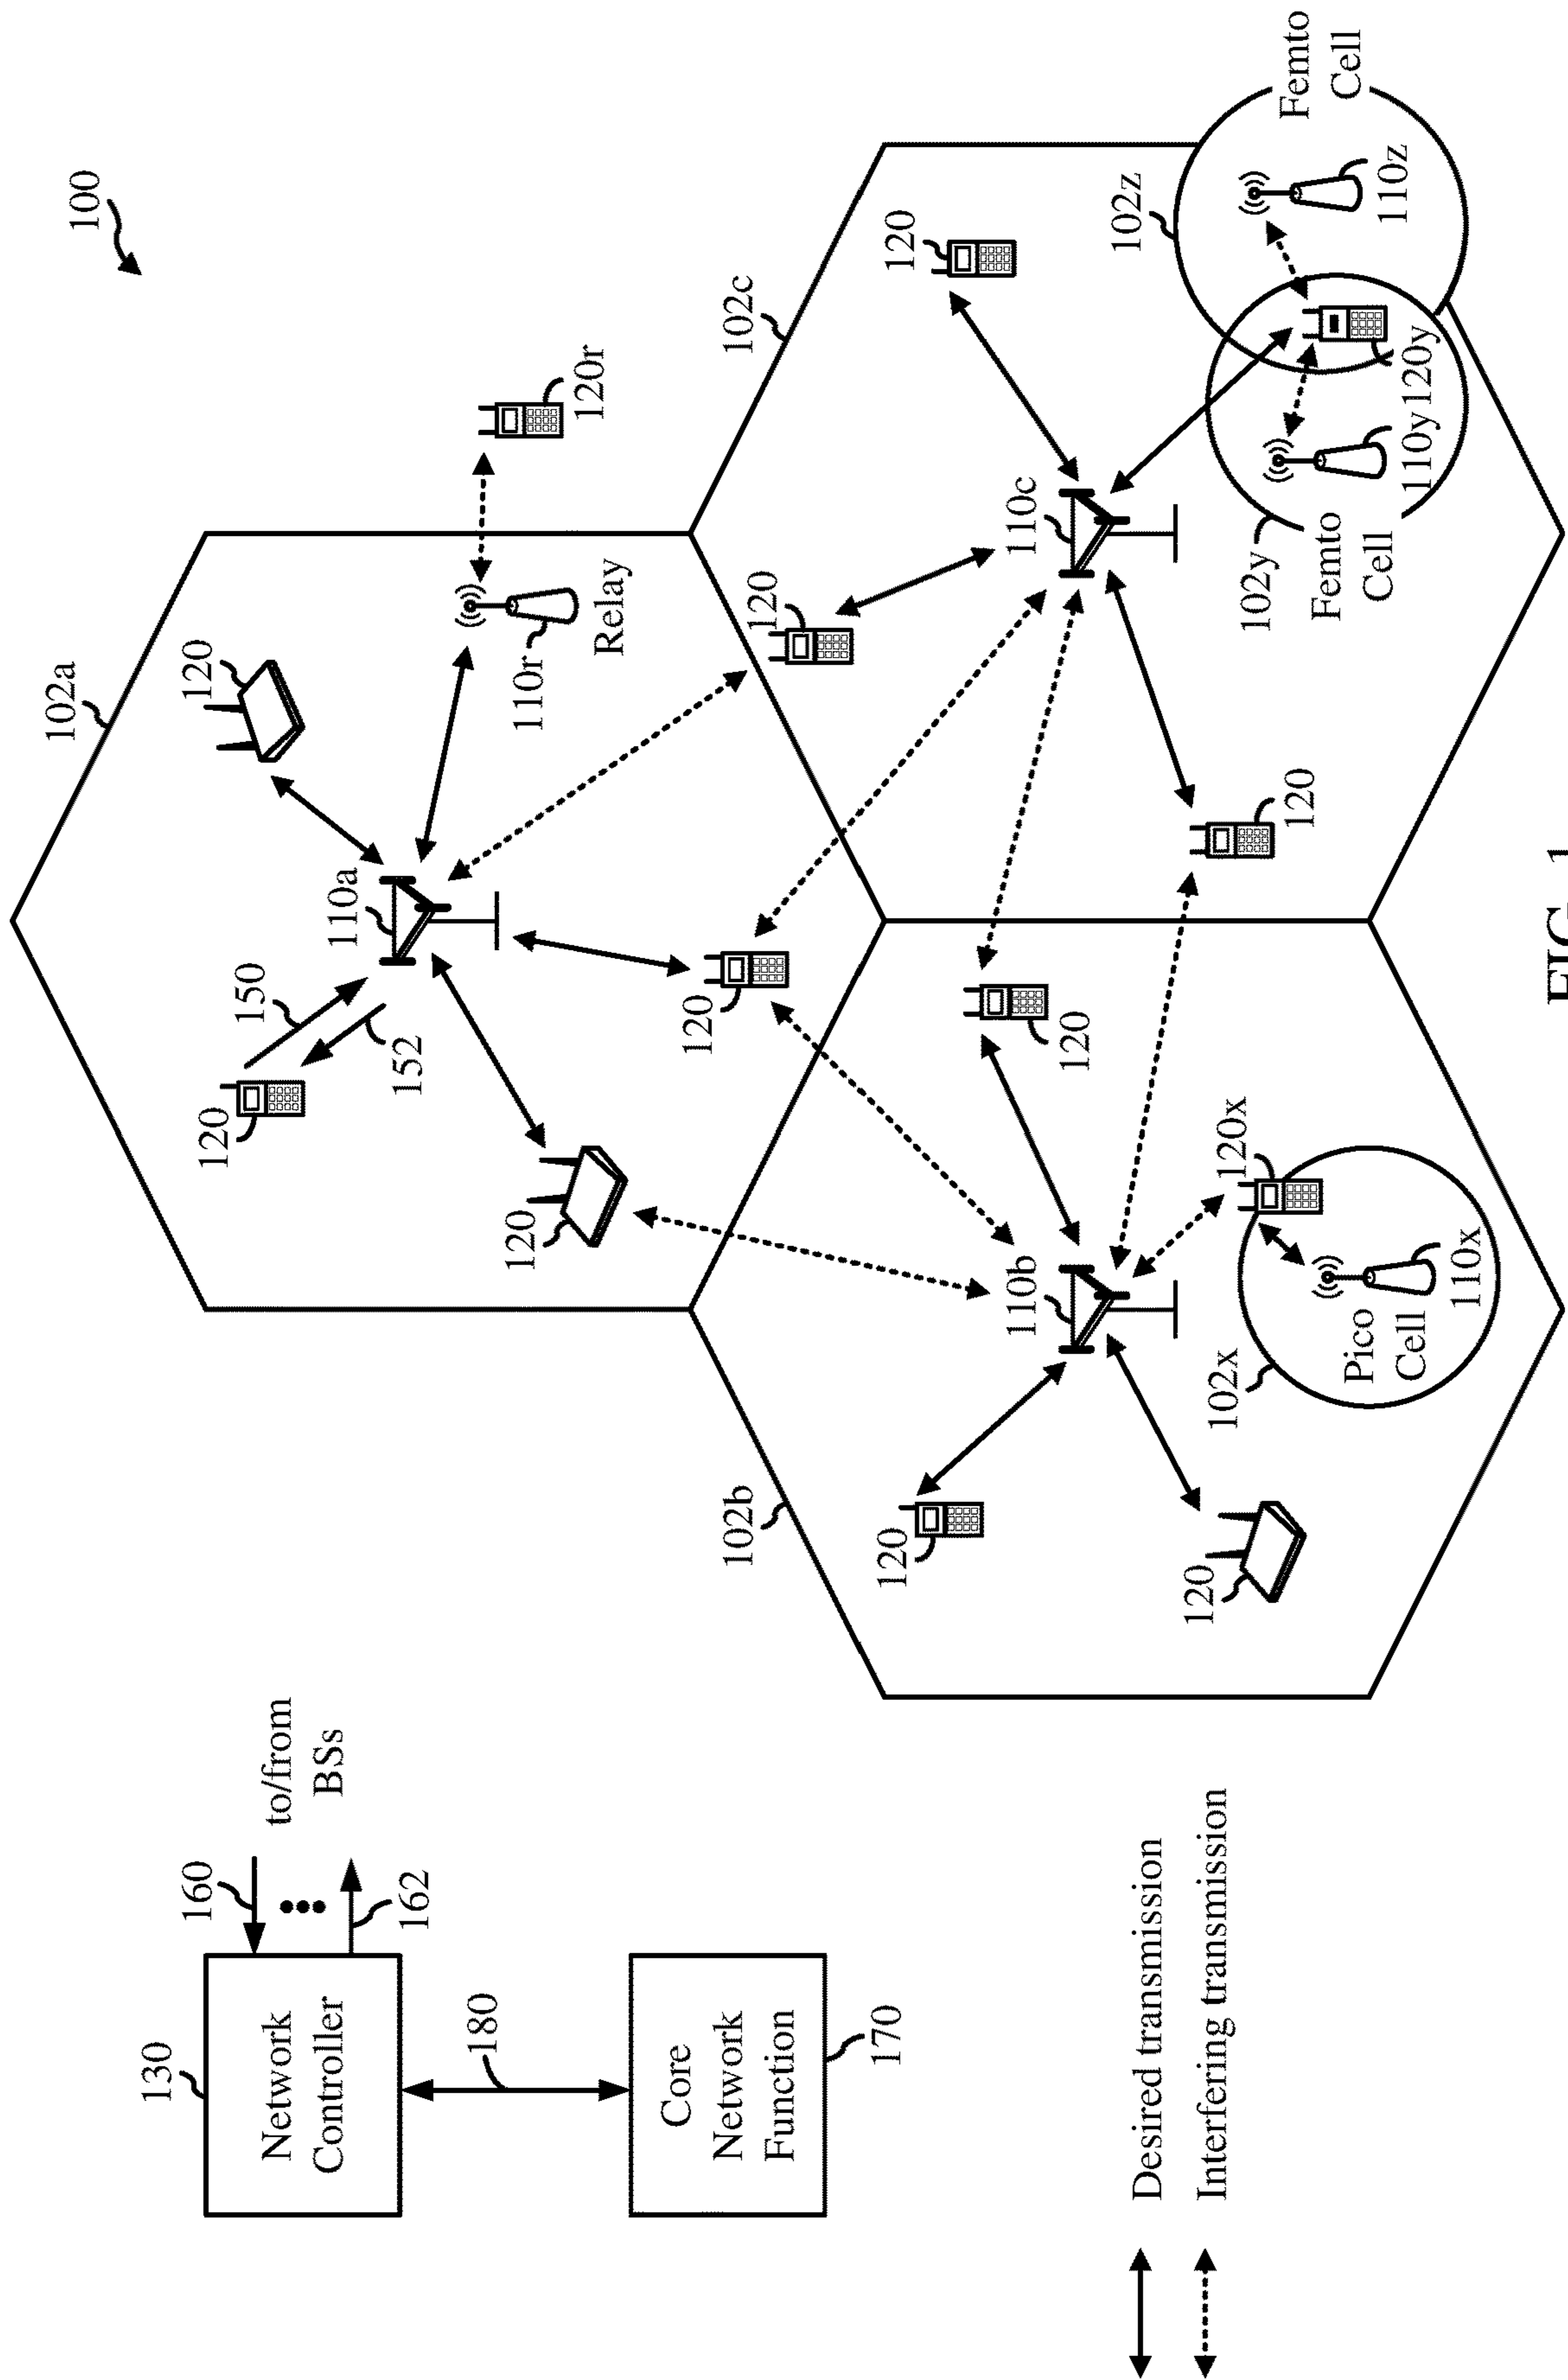 100
130
Network
Controller
160
162
to/from
BSs
180
Core
Network
Function
170
Desired transmission
Interfering transmission
102a
120
150
152
110a
120
120
120
110r
Relay
120r
102b
120
120
110b
120
120x
102x
Pico
Cell
110x
102c
120
120
110c
120
102y
Femto
Cell
110y
120y
102z
110z
Femto
Cell
FIG. 1